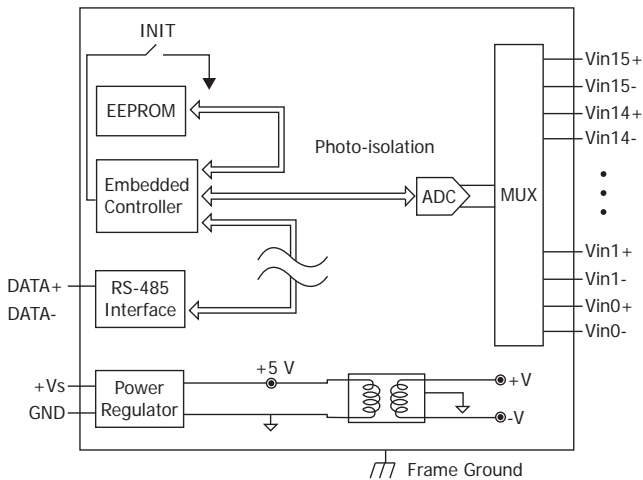 INIT
EEPROM
Embedded
Controller
RS-485
Interface
DATA+
DATA-
Photo-isolation
ADC
MUX
Vin15+
Vin15-
Vin14+
Vin14-
Vin1+
Vin1-
Vin0+
Vin0-
+Vs
GND
Power
Regulator
+5 V
+V
-V
Frame Ground